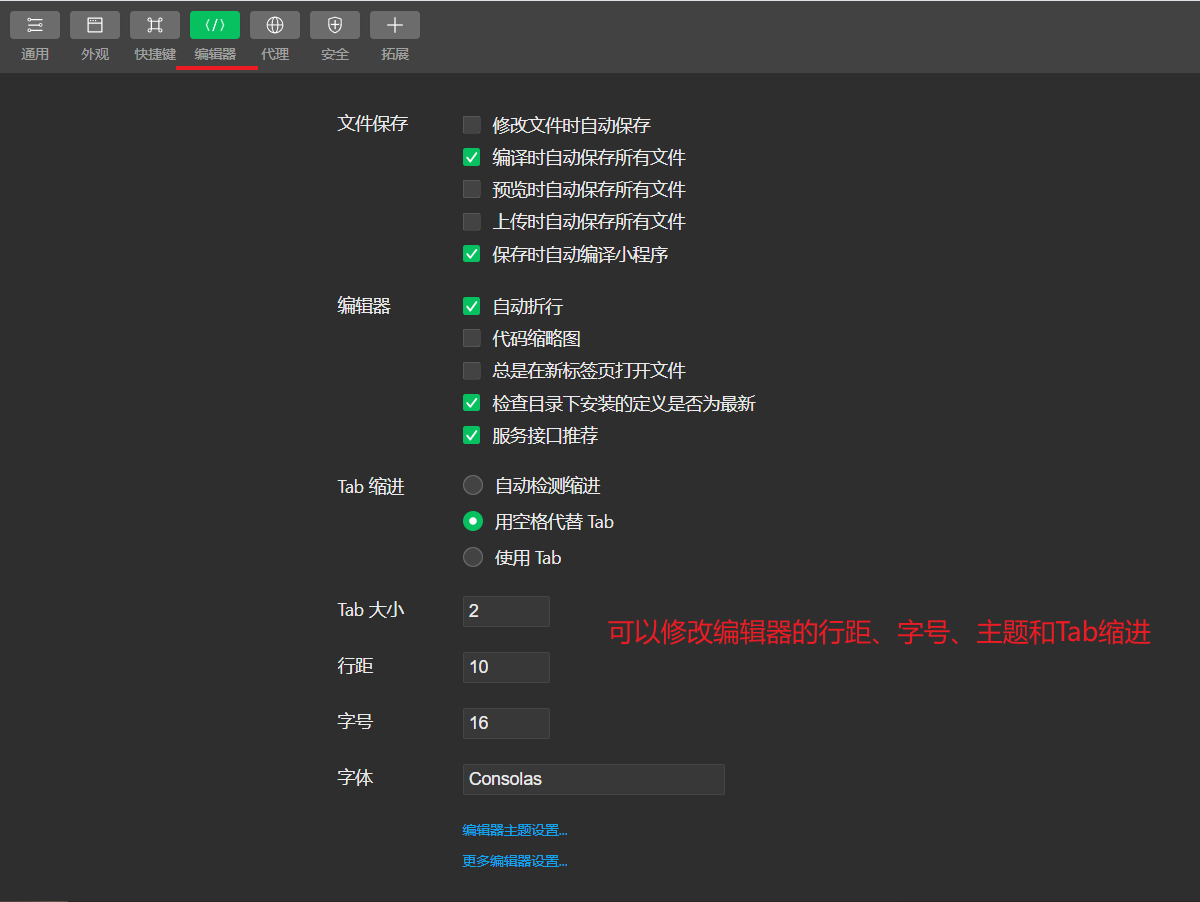 通用 外观 快捷键 编辑器 代理 安全 拓展
文件保存 修改文件时自动保存
编译时自动保存所有文件
预览时自动保存所有文件
上传时自动保存所有文件
保存时自动编译小程序
编辑器 自动折行
代码缩略图
总是在新标签页打开文件
检查目录下安装的定义是否为最新
服务接口推荐
Tab 缩进 自动检测缩进
用空格代替 Tab
使用 Tab
Tab 大小 2
可以修改编辑器的行距、字号、主题和Tab缩进
行距 10
字号 16
字体 Consolas
编辑器主题设置...
更多编辑器设置...